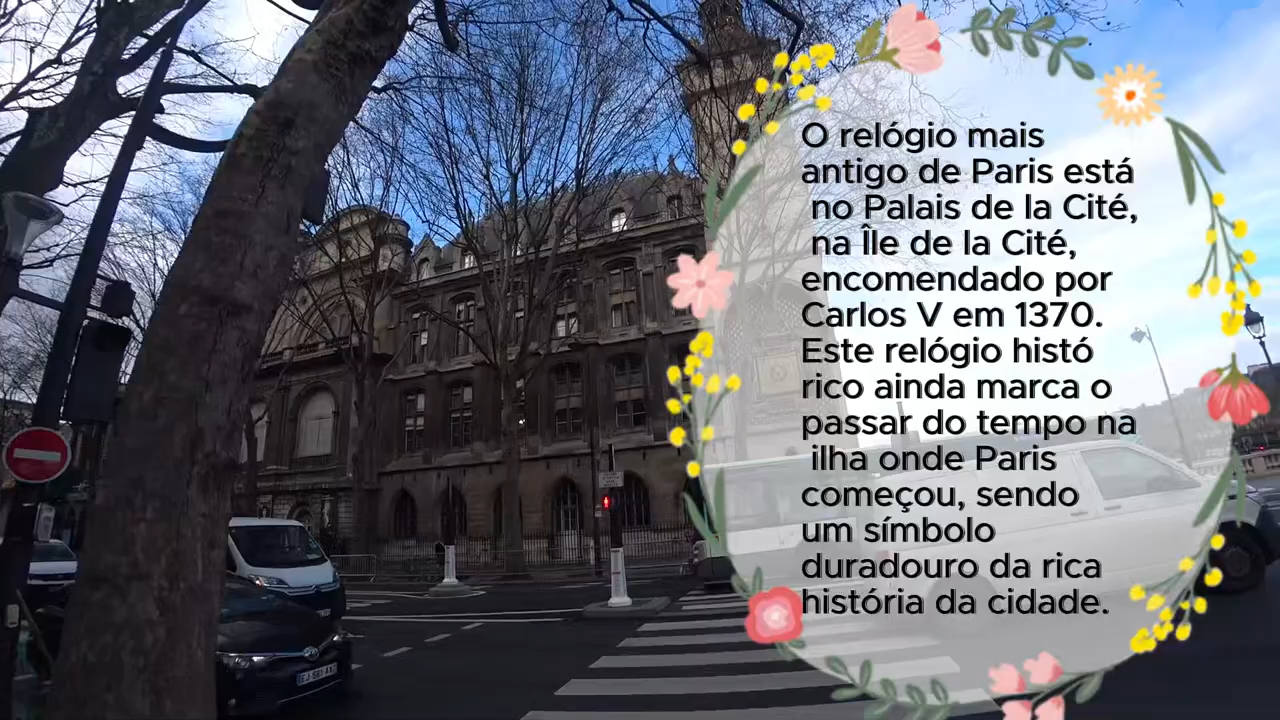 O relógio mais
antigo de Paris está
no Palais de la Cité,
na Île de la Cité,
encomendado por
Carlos V em 1370.
Este relógio histó
rico ainda marca o
passar do tempo na
ilha onde Paris
começou, sendo
um símbolo
duradouro da rica
história da cidade.